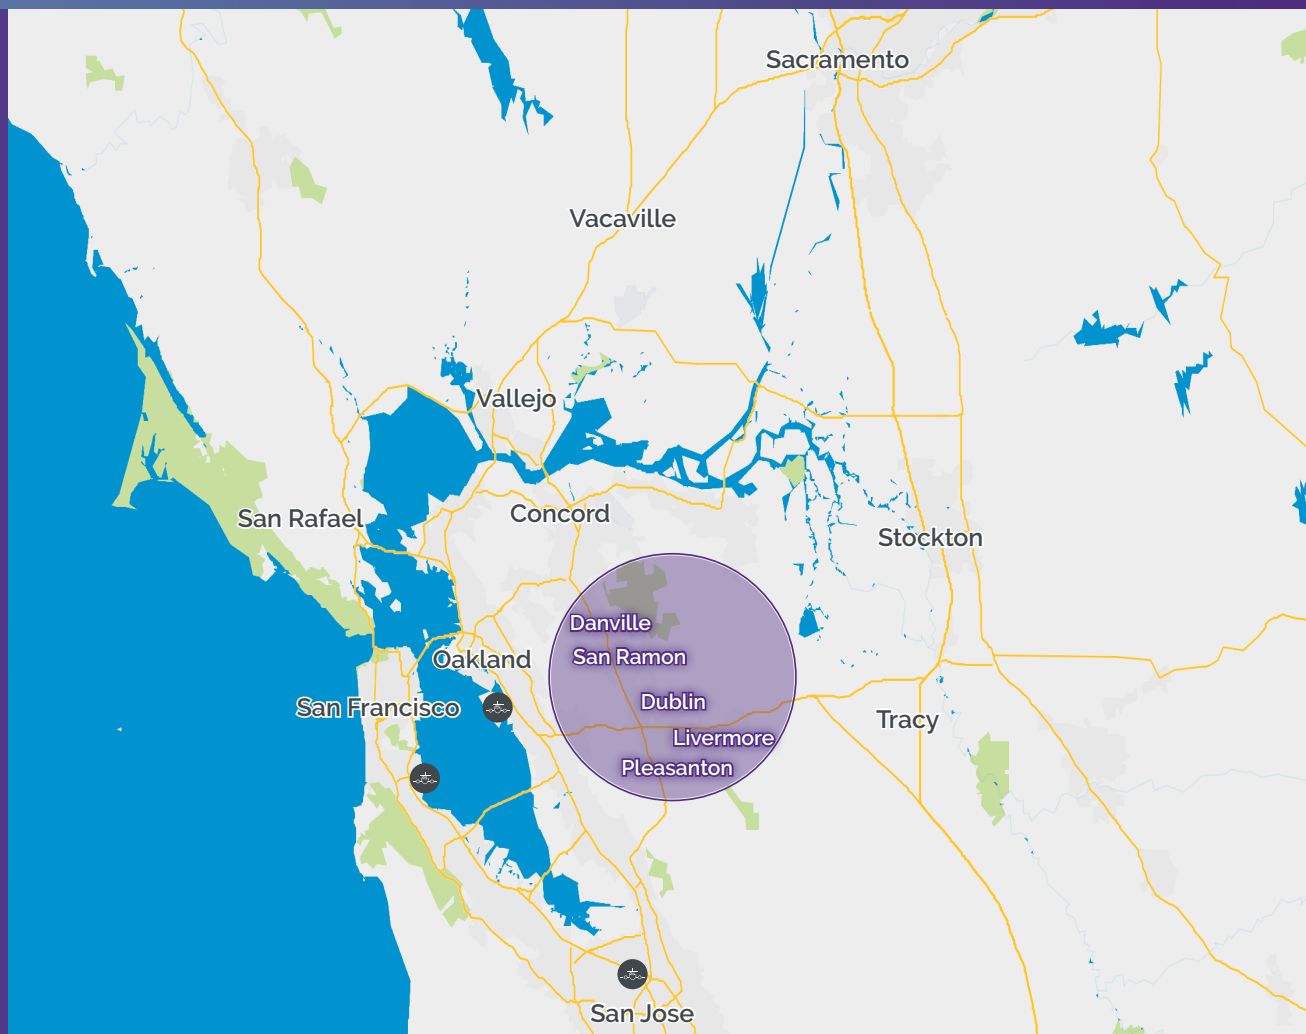 Sacramento
Vacaville
Vallejo
Concord
San Rafael
Stockton
Danville
San Ramon
Oakland
Dublin
San Francisco
Tracy
Livermore
Pleasanton
San Jose